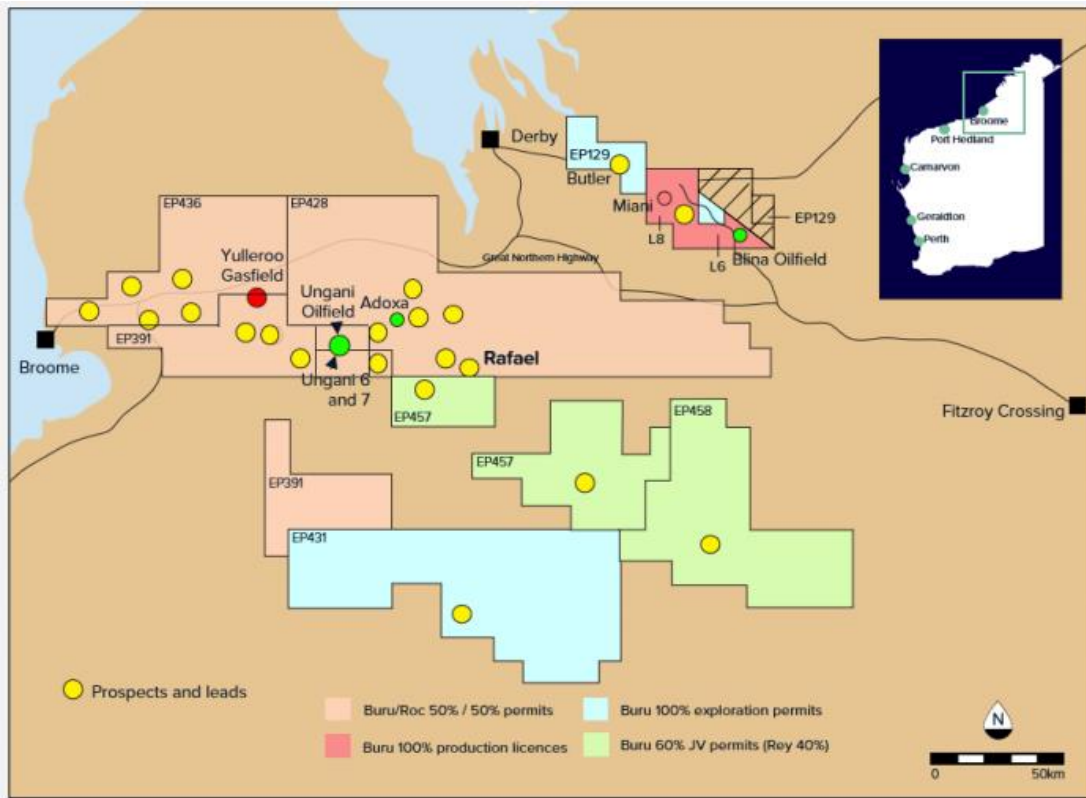 Derby
EP129
Butler
Miani
L8
L6
EP129
Blina Oilfield
Broome
Port Hedland
Carnarvon
Geraldton
Perth
EP436
EP428
Great Northern Highway
Yulleroo
Gasfield
Ungani
Oilfield
Adoxa
EP391
Broome
Rafael
Ungani 6
and 7
EP457
Fitzroy Crossing
EP458
EP457
EP391
EP431
Prospects and leads
Buru/Roc 50% / 50% permits
Buru 100% exploration permits
Buru 100% production licences
Buru 60% JV permits (Rey 40%)
N
0
50km